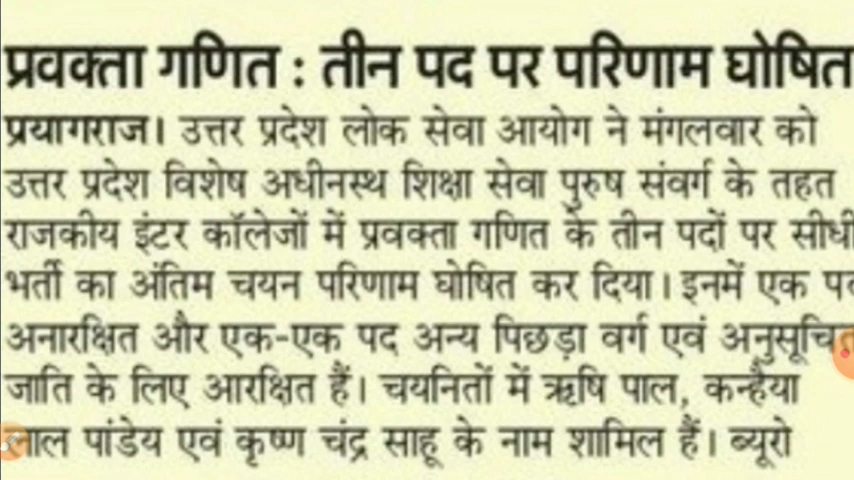 प्रवक्ता गणित : तीन पद पर परिणाम घोषित
प्रयागराज। उत्तर प्रदेश लोक सेवा आयोग ने मंगलवार को
उत्तर प्रदेश विशेष अधीनस्थ शिक्षा सेवा पुरुष संवर्ग के तहत
राजकीय इंटर कॉलेजों में प्रवक्ता गणित के तीन पदों पर सीधी
भर्ती का अंतिम चयन परिणाम घोषित कर दिया। इनमें एक पद
अनारक्षित और एक-एक पद अन्य पिछड़ा वर्ग एवं अनुसूचित
जाति के लिए आरक्षित हैं। चयनितों में ऋषि पाल, कन्हैया
लाल पांडेय एवं कृष्ण चंद्र साहू के नाम शामिल हैं। ब्यूरो